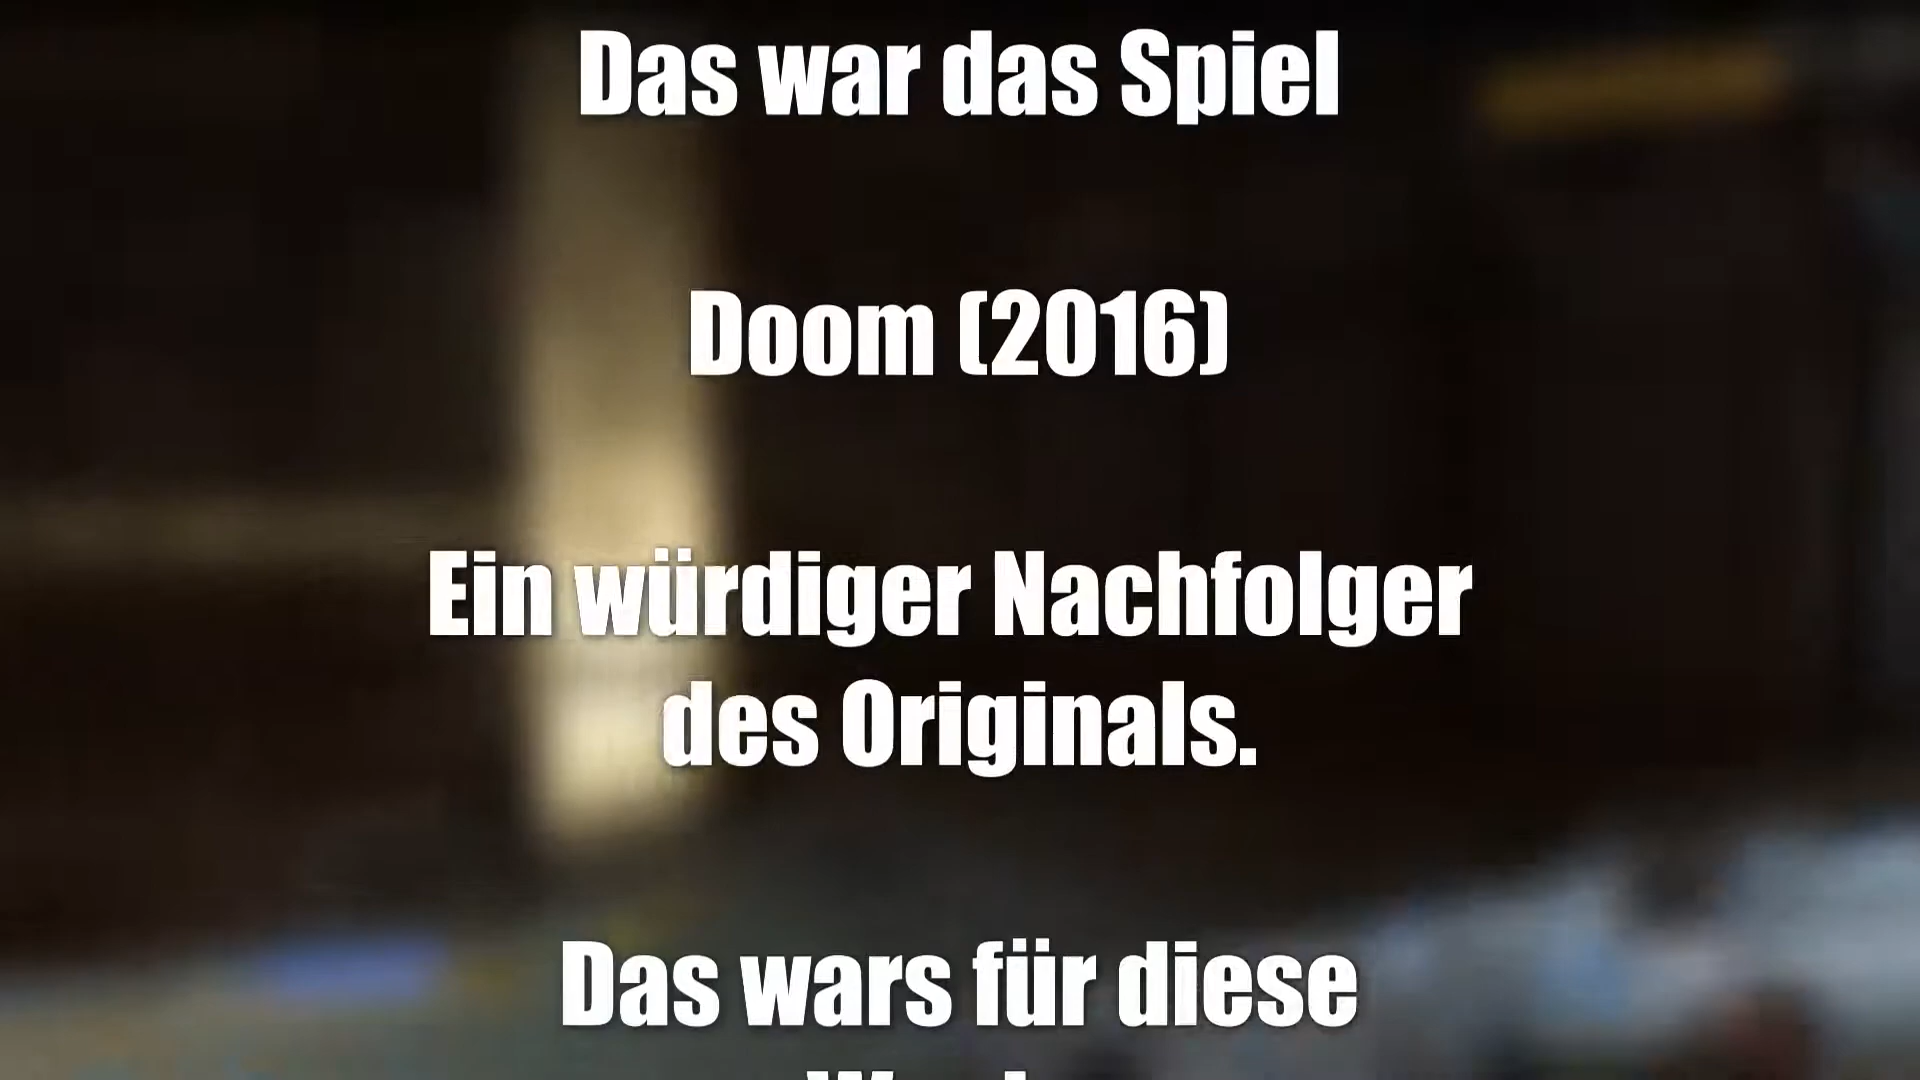 Das war das Spiel
Doom (2016)
Ein würdiger Nachfolger
des Originals.
Das wars für diese